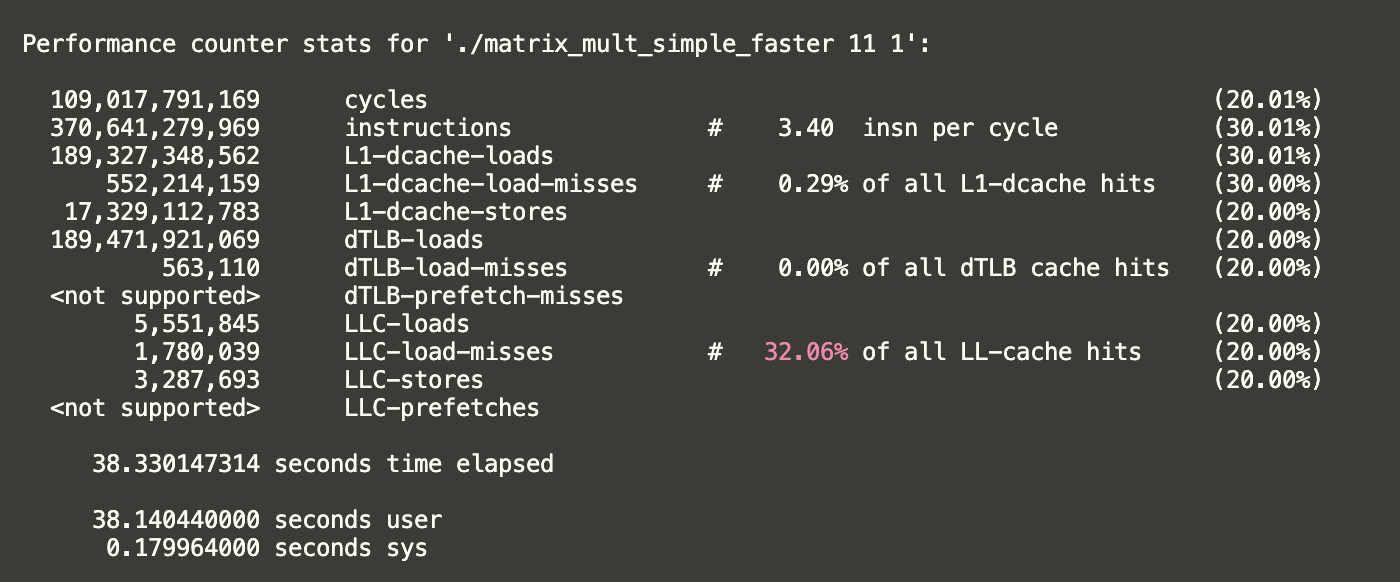 Performance counter stats for './matrix_mult_simple_faster 11 1':
109,017,791,169 cycles (20.01%)
370,641,279,969 instructions # 3.40 insn per cycle (30.01%)
189,327,348,562 L1-dcache-loads (30.01%)
552,214,159 L1-dcache-load-misses # 0.29% of all L1-dcache hits (30.00%)
17,329,112,783 L1-dcache-stores (20.00%)
189,471,921,069 dTLB-loads (20.00%)
563,110 dTLB-load-misses # 0.00% of all dTLB cache hits (20.00%)
<not supported> dTLB-prefetch-misses
5,551,845 LLC-loads (20.00%)
1,780,039 LLC-load-misses # 32.06% of all LL-cache hits (20.00%)
3,287,693 LLC-stores (20.00%)
<not supported> LLC-prefetches
38.330147314 seconds time elapsed
38.140440000 seconds user
0.179964000 seconds sys